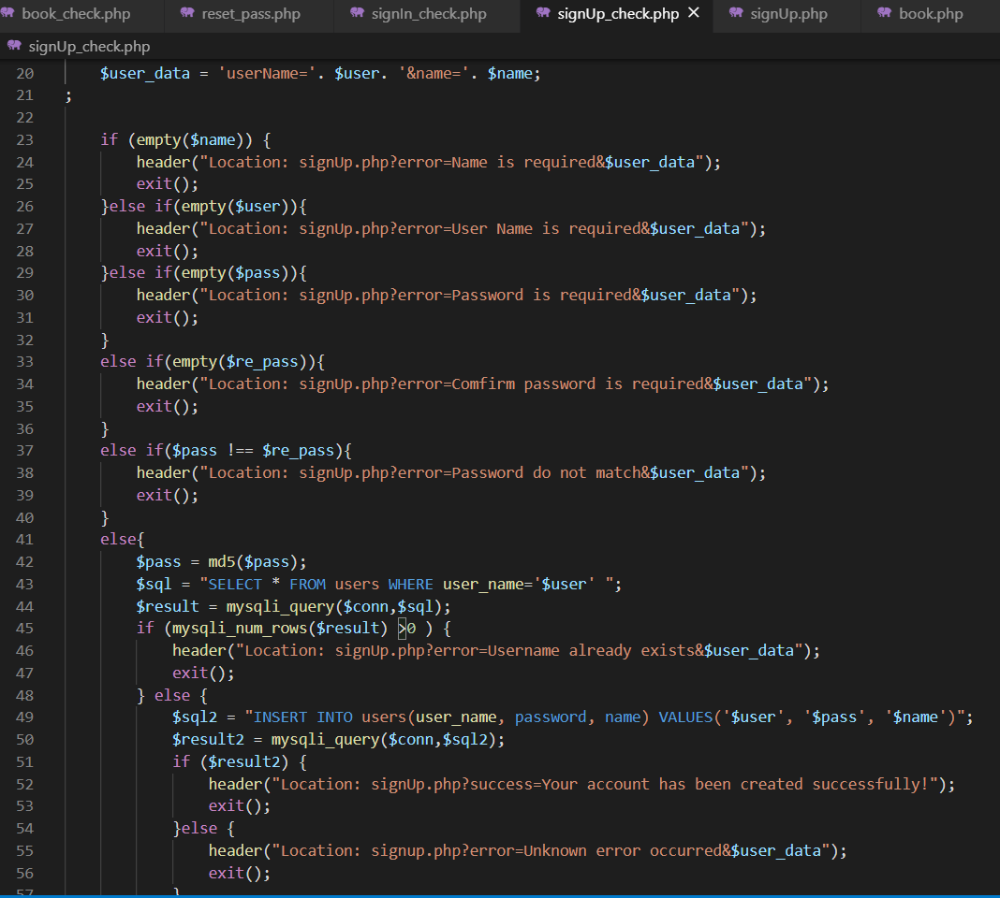 book_check.php reset_pass.php signIn_check.php signUp_check.php × signUp.php book.php
signUp_check.php
20 $user_data = 'userName='. $user. '&name='. $name;
21 ;
22
23 if (empty($name)) {
24 header("Location: signUp.php?error=Name is required&$user_data");
25 exit();
26 }else if(empty($user)){
27 header("Location: signUp.php?error=User Name is required&$user_data");
28 exit();
29 }else if(empty($pass)){
30 header("Location: signUp.php?error=Password is required&$user_data");
31 exit();
32 }
33 else if(empty($re_pass)){
34 header("Location: signUp.php?error=Comfirm password is required&$user_data");
35 exit();
36 }
37 else if($pass !== $re_pass){
38 header("Location: signUp.php?error=Password do not match&$user_data");
39 exit();
40 }
41 else{
42 $pass = md5($pass);
43 $sql = "SELECT * FROM users WHERE user_name='$user' ";
44 $result = mysqli_query($conn,$sql);
45 if (mysqli_num_rows($result) >0 ) {
46 header("Location: signUp.php?error=Username already exists&$user_data");
47 exit();
48 } else {
49 $sql2 = "INSERT INTO users(user_name, password, name) VALUES('$user', '$pass', '$name')";
50 $result2 = mysqli_query($conn,$sql2);
51 if ($result2) {
52 header("Location: signUp.php?success=Your account has been created successfully!");
53 exit();
54 }else {
55 header("Location: signup.php?error=Unknown error occurred&$user_data");
56 exit();
57 }